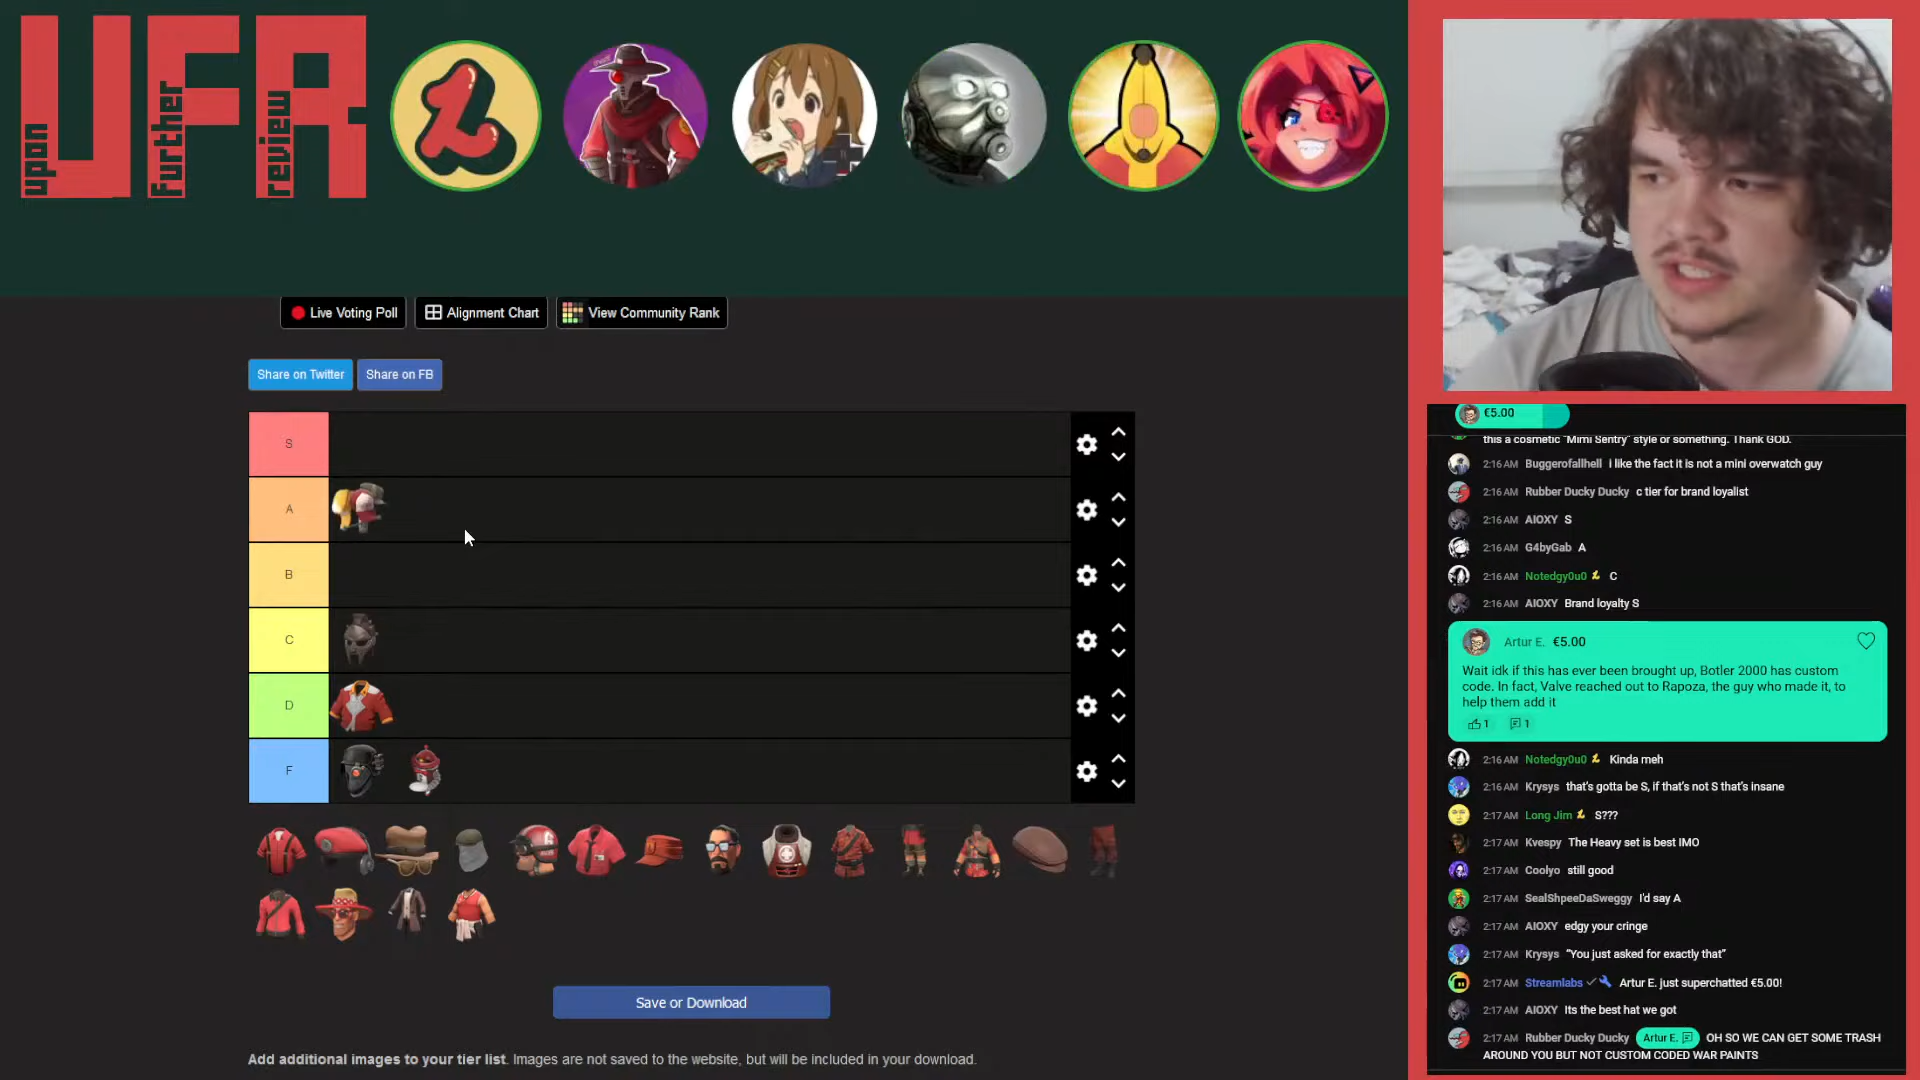 upon
further
review
UFR
Live Voting Poll
Alignment Chart
View Community Rank
Share on Twitter
Share on FB
S
A
B
C
D
F
Save or Download
Add additional images to your tier list. Images are not saved to the website, but will be included in your download.
€5.00
this a cosmetic "Mimi Sentry" style or something. Thank GOD.
2:16 AM Buggerofallhell i like the fact it is not a mini overwatch guy
2:16 AM Rubber Ducky Ducky c tier for brand loyalist
2:16 AM AIOXY S
2:16 AM G4byGab A
2:16 AM Notedgy0u0 C
2:16 AM AIOXY Brand loyalty S
Artur E. €5.00
Wait idk if this has ever been brought up, Botler 2000 has custom
code. In fact, Valve reached out to Rapoza, the guy who made it, to
help them add it
1 1
2:16 AM Notedgy0u0 Kinda meh
2:16 AM Krysys that's gotta be S, if that's not S that's insane
2:17 AM Long Jim S???
2:17 AM Kvespy The Heavy set is best IMO
2:17 AM Coolyo still good
2:17 AM SealShpeeDaSweggy I'd say A
2:17 AM AIOXY edgy your cringe
2:17 AM Krysys "You just asked for exactly that"
2:17 AM Streamlabs Artur E. just superchatted €5.00!
2:17 AM AIOXY Its the best hat we got
2:17 AM Rubber Ducky Ducky Artur E. OH SO WE CAN GET SOME TRASH
AROUND YOU BUT NOT CUSTOM CODED WAR PAINTS